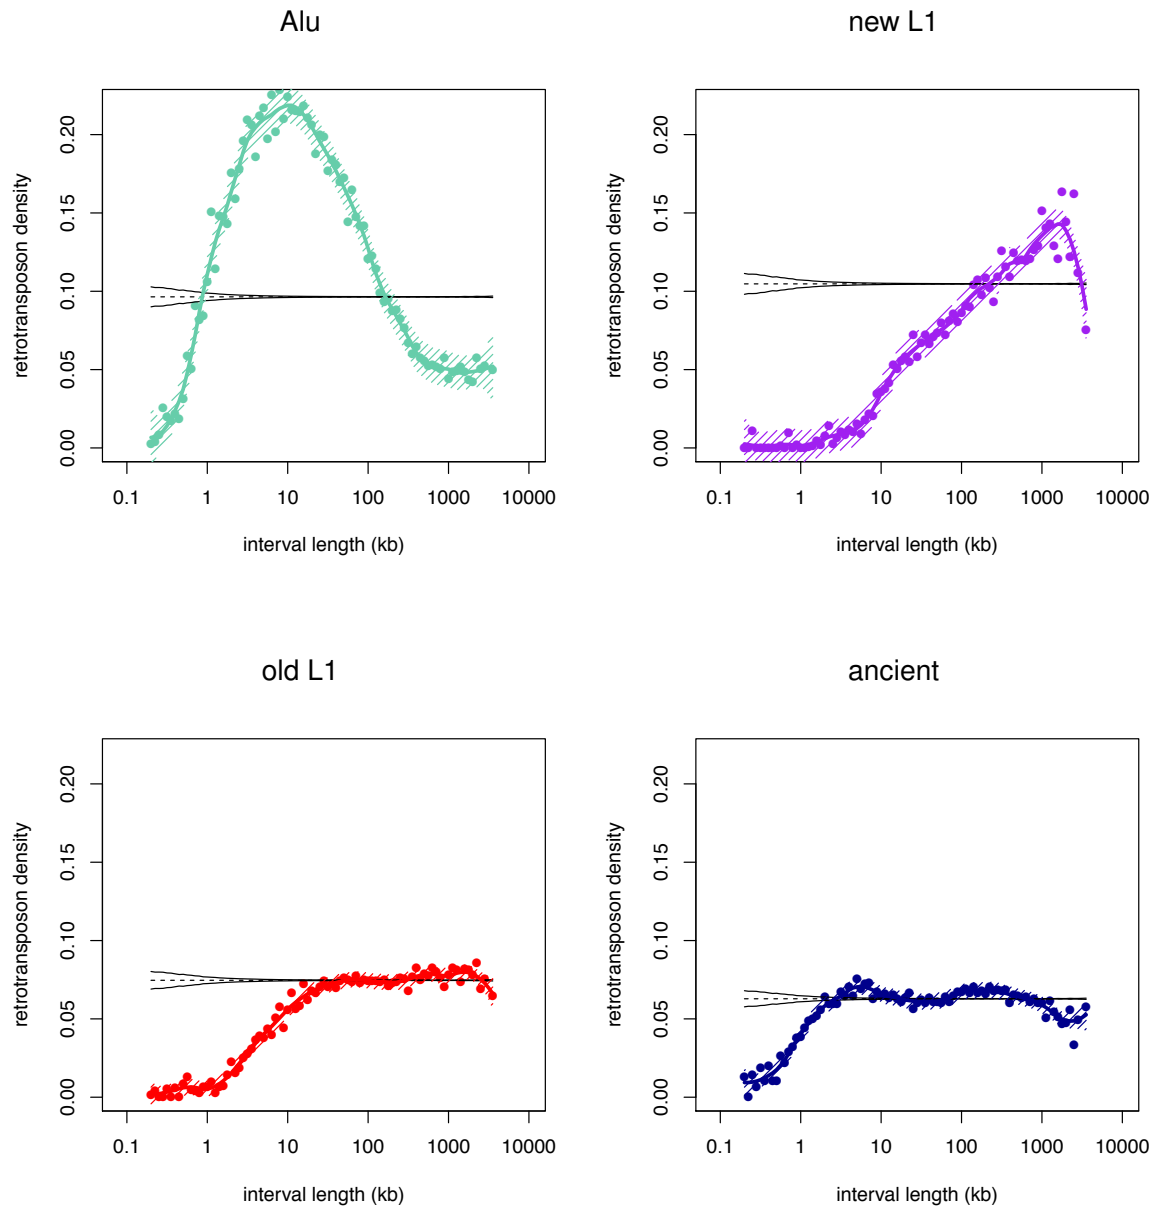 Alu
new L1
retrotransposon density
0.00 0.05 0.10 0.15 0.20
0.1 1 10 100 1000 10000
interval length (kb)
retrotransposon density
0.00 0.05 0.10 0.15 0.20
0.1 1 10 100 1000 10000
interval length (kb)
old L1
ancient
retrotransposon density
0.00 0.05 0.10 0.15 0.20
0.1 1 10 100 1000 10000
interval length (kb)
retrotransposon density
0.00 0.05 0.10 0.15 0.20
0.1 1 10 100 1000 10000
interval length (kb)